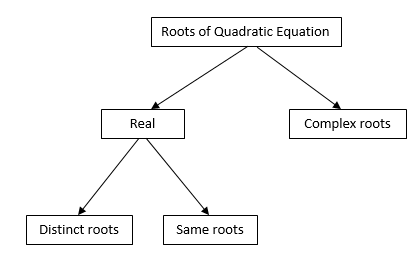 Roots of Quadratic Equation
Real
Complex roots
Distinct roots
Same roots